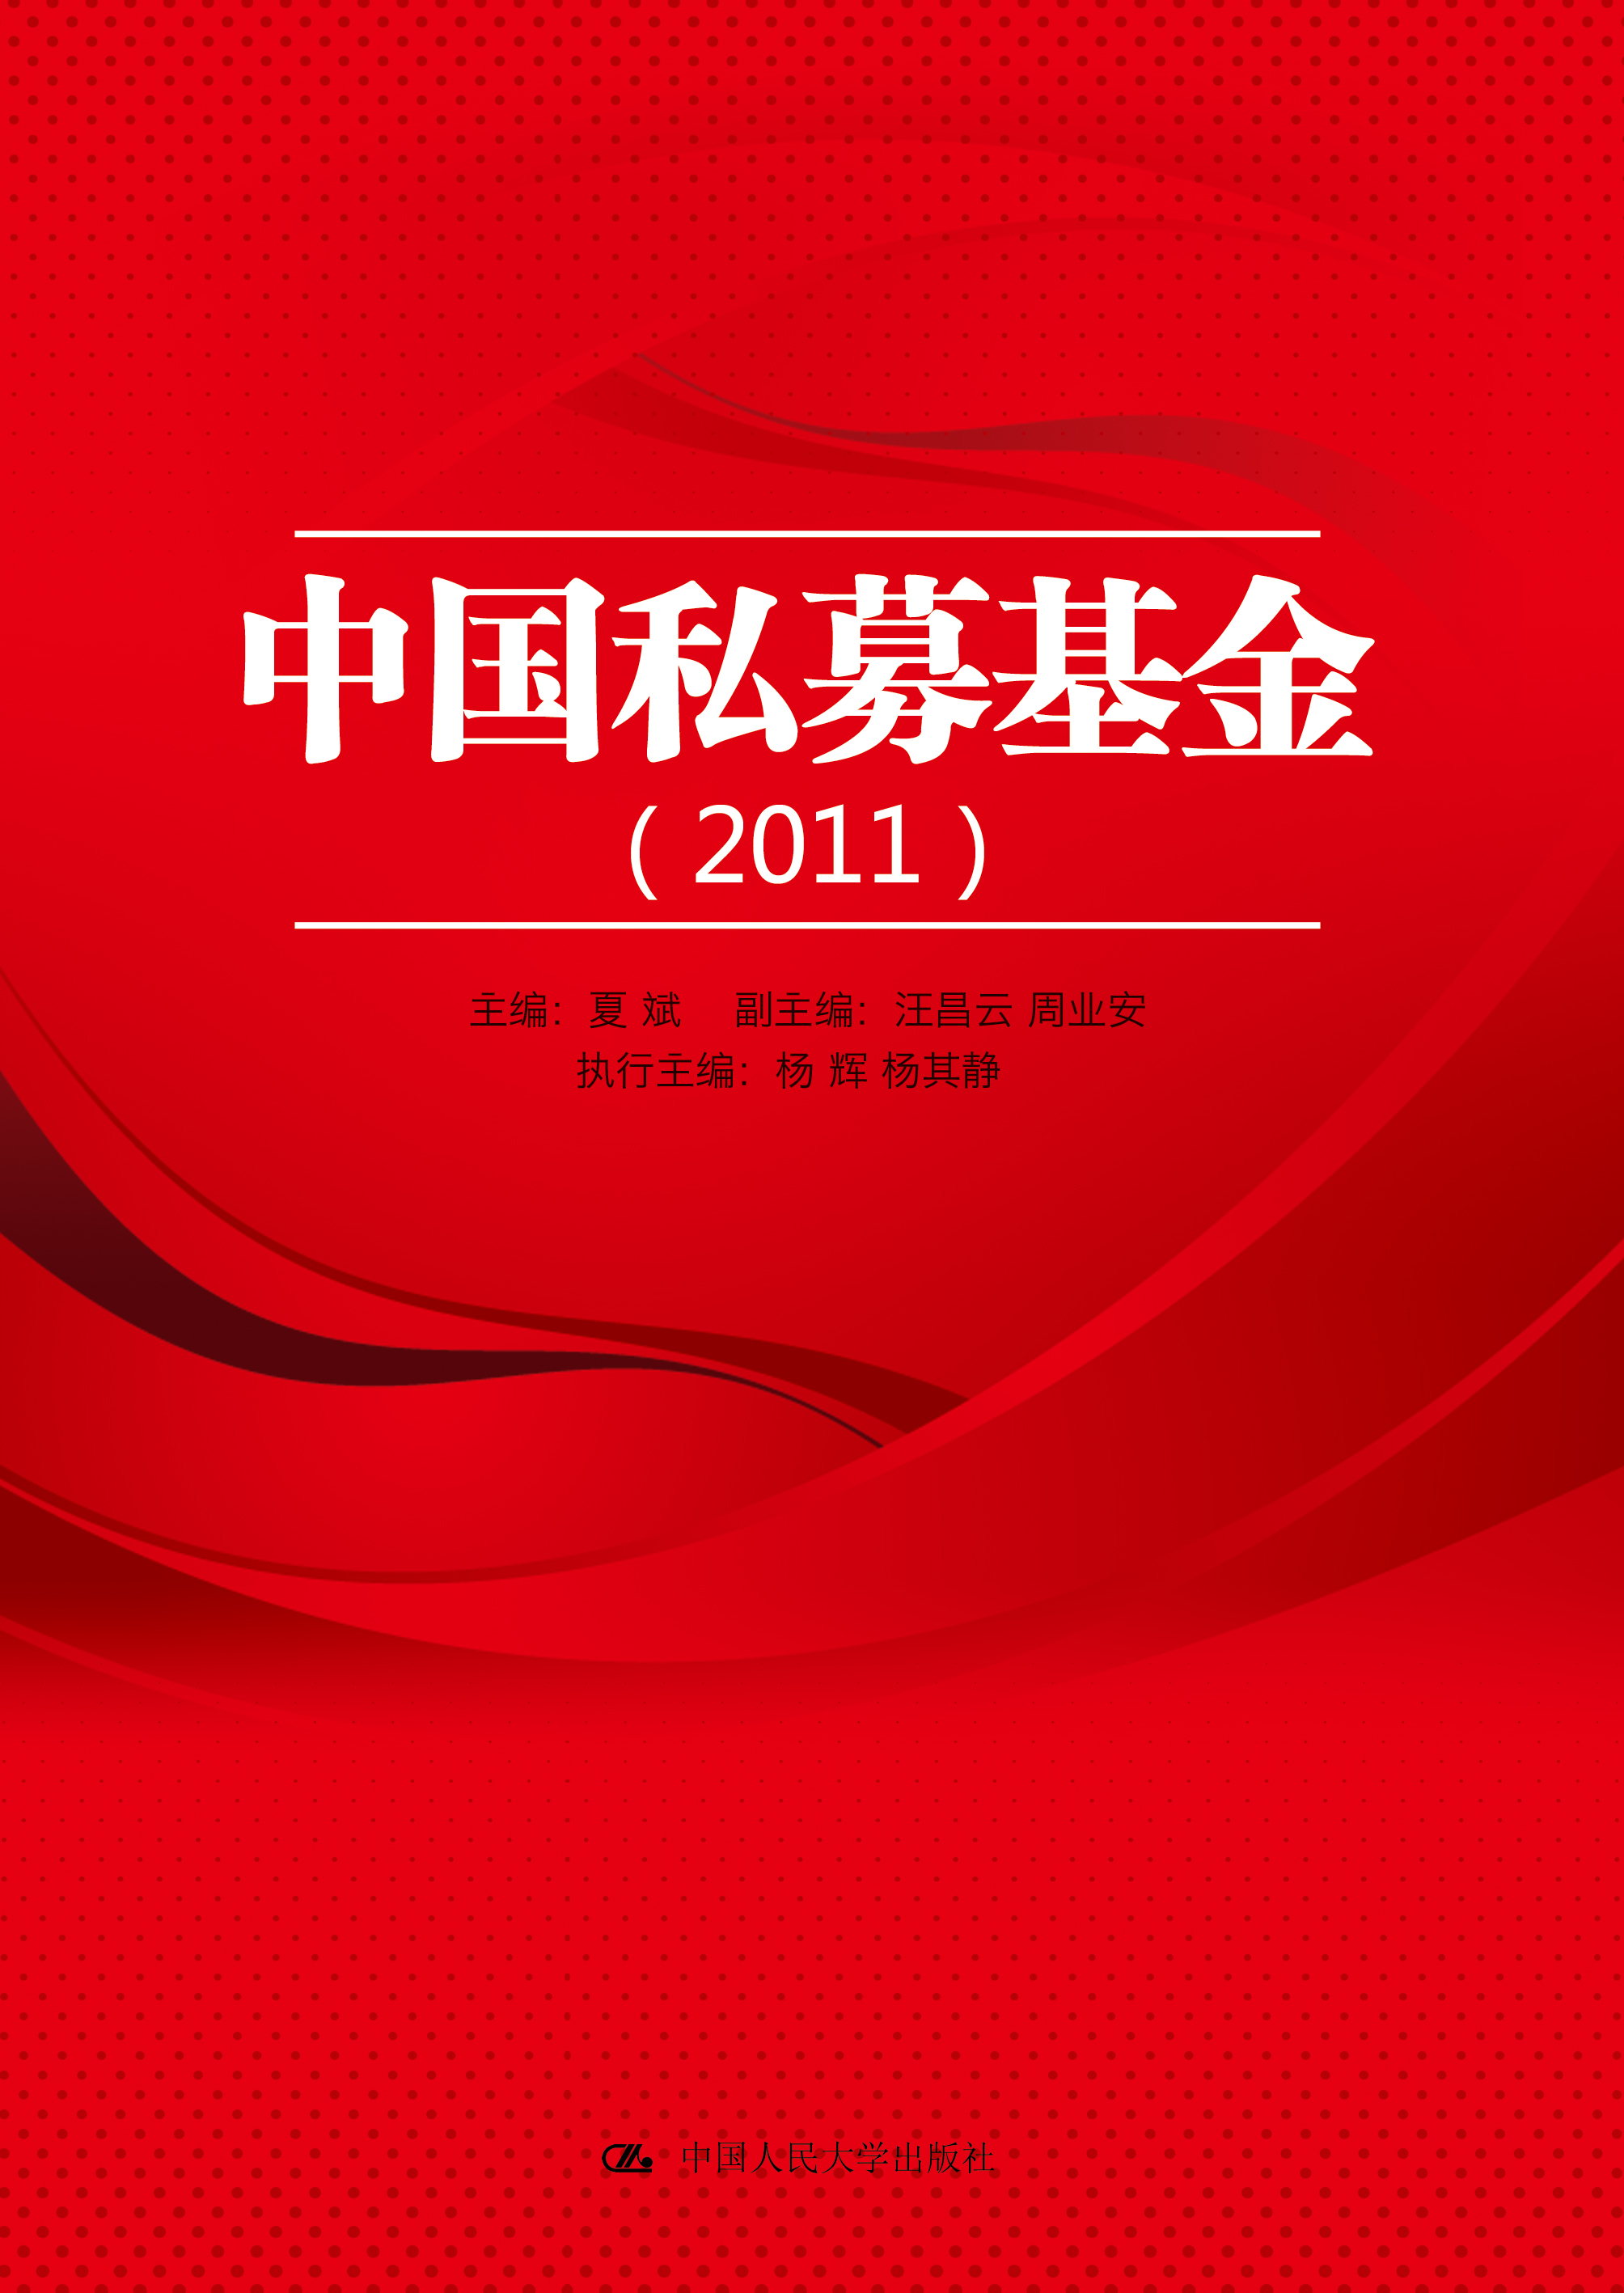 中国私募基金
（2011）
主编：夏 斌　副主编：汪昌云 周业安
执行主编：杨 辉 杨其静
中国人民大学出版社